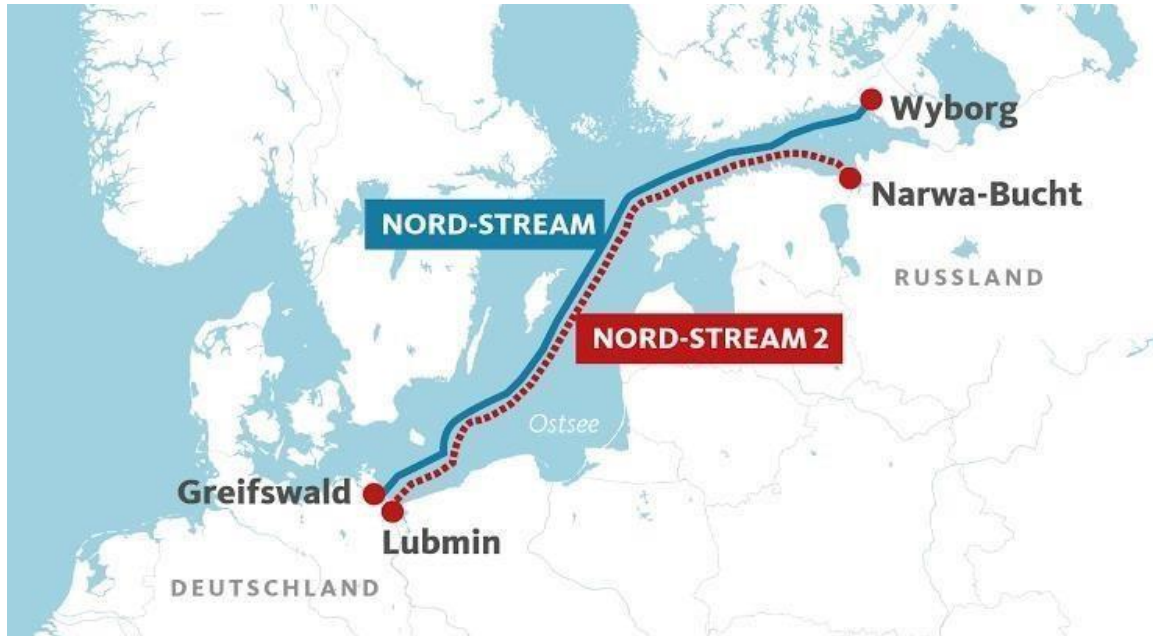 Wyborg
Narwa-Bucht
NORD-STREAM
RUSSLAND
NORD-STREAM 2
Ostsee
Greifswald
Lubmin
DEUTSCHLAND